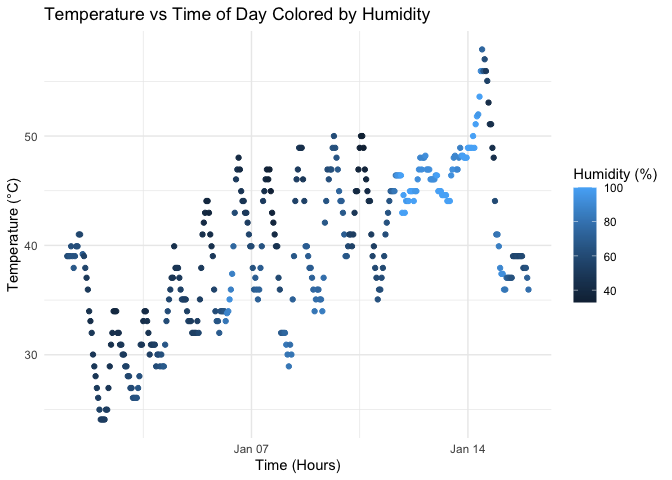 Temperature vs Time of Day Colored by Humidity
Temperature (°C)
50
40
30
Jan 07
Jan 14
Time (Hours)
Humidity (%)
100
80
60
40